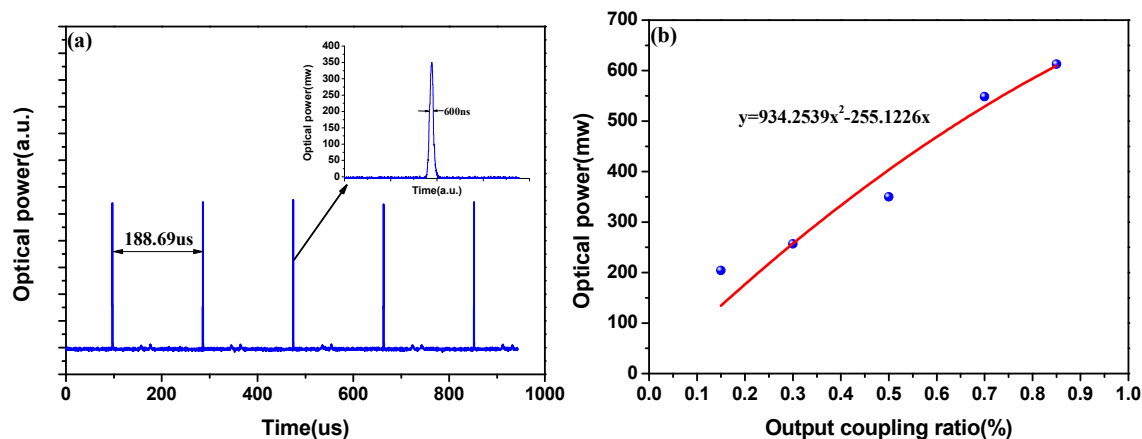 (a)
Optical power(a.u.)
188.69us
0 200 400 600 800 1000
Time(us)
Optical power(mw)
400
350
300
250
200
150
100
50
0
600ns
Time(a.u.)
(b)
Optical power(mw)
700
600
500
400
300
200
100
0
y=934.2539x²-255.1226x
0.0 0.1 0.2 0.3 0.4 0.5 0.6 0.7 0.8 0.9 1.0
Output coupling ratio(%)